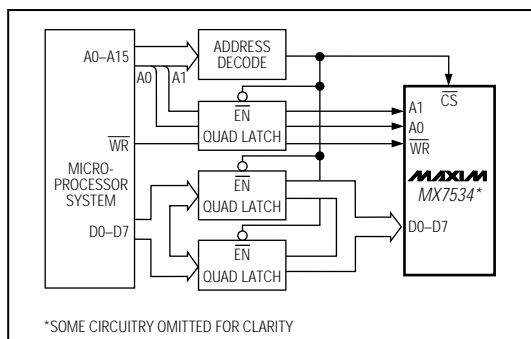 A0–A15
A0
A1
ADDRESS
DECODE
CS
EN
QUAD LATCH
A1
A0
WR
WR
MICRO-
PROCESSOR
SYSTEM
MAXIM
MX7534*
EN
QUAD LATCH
D0–D7
D0–D7
EN
QUAD LATCH
*SOME CIRCUITRY OMITTED FOR CLARITY